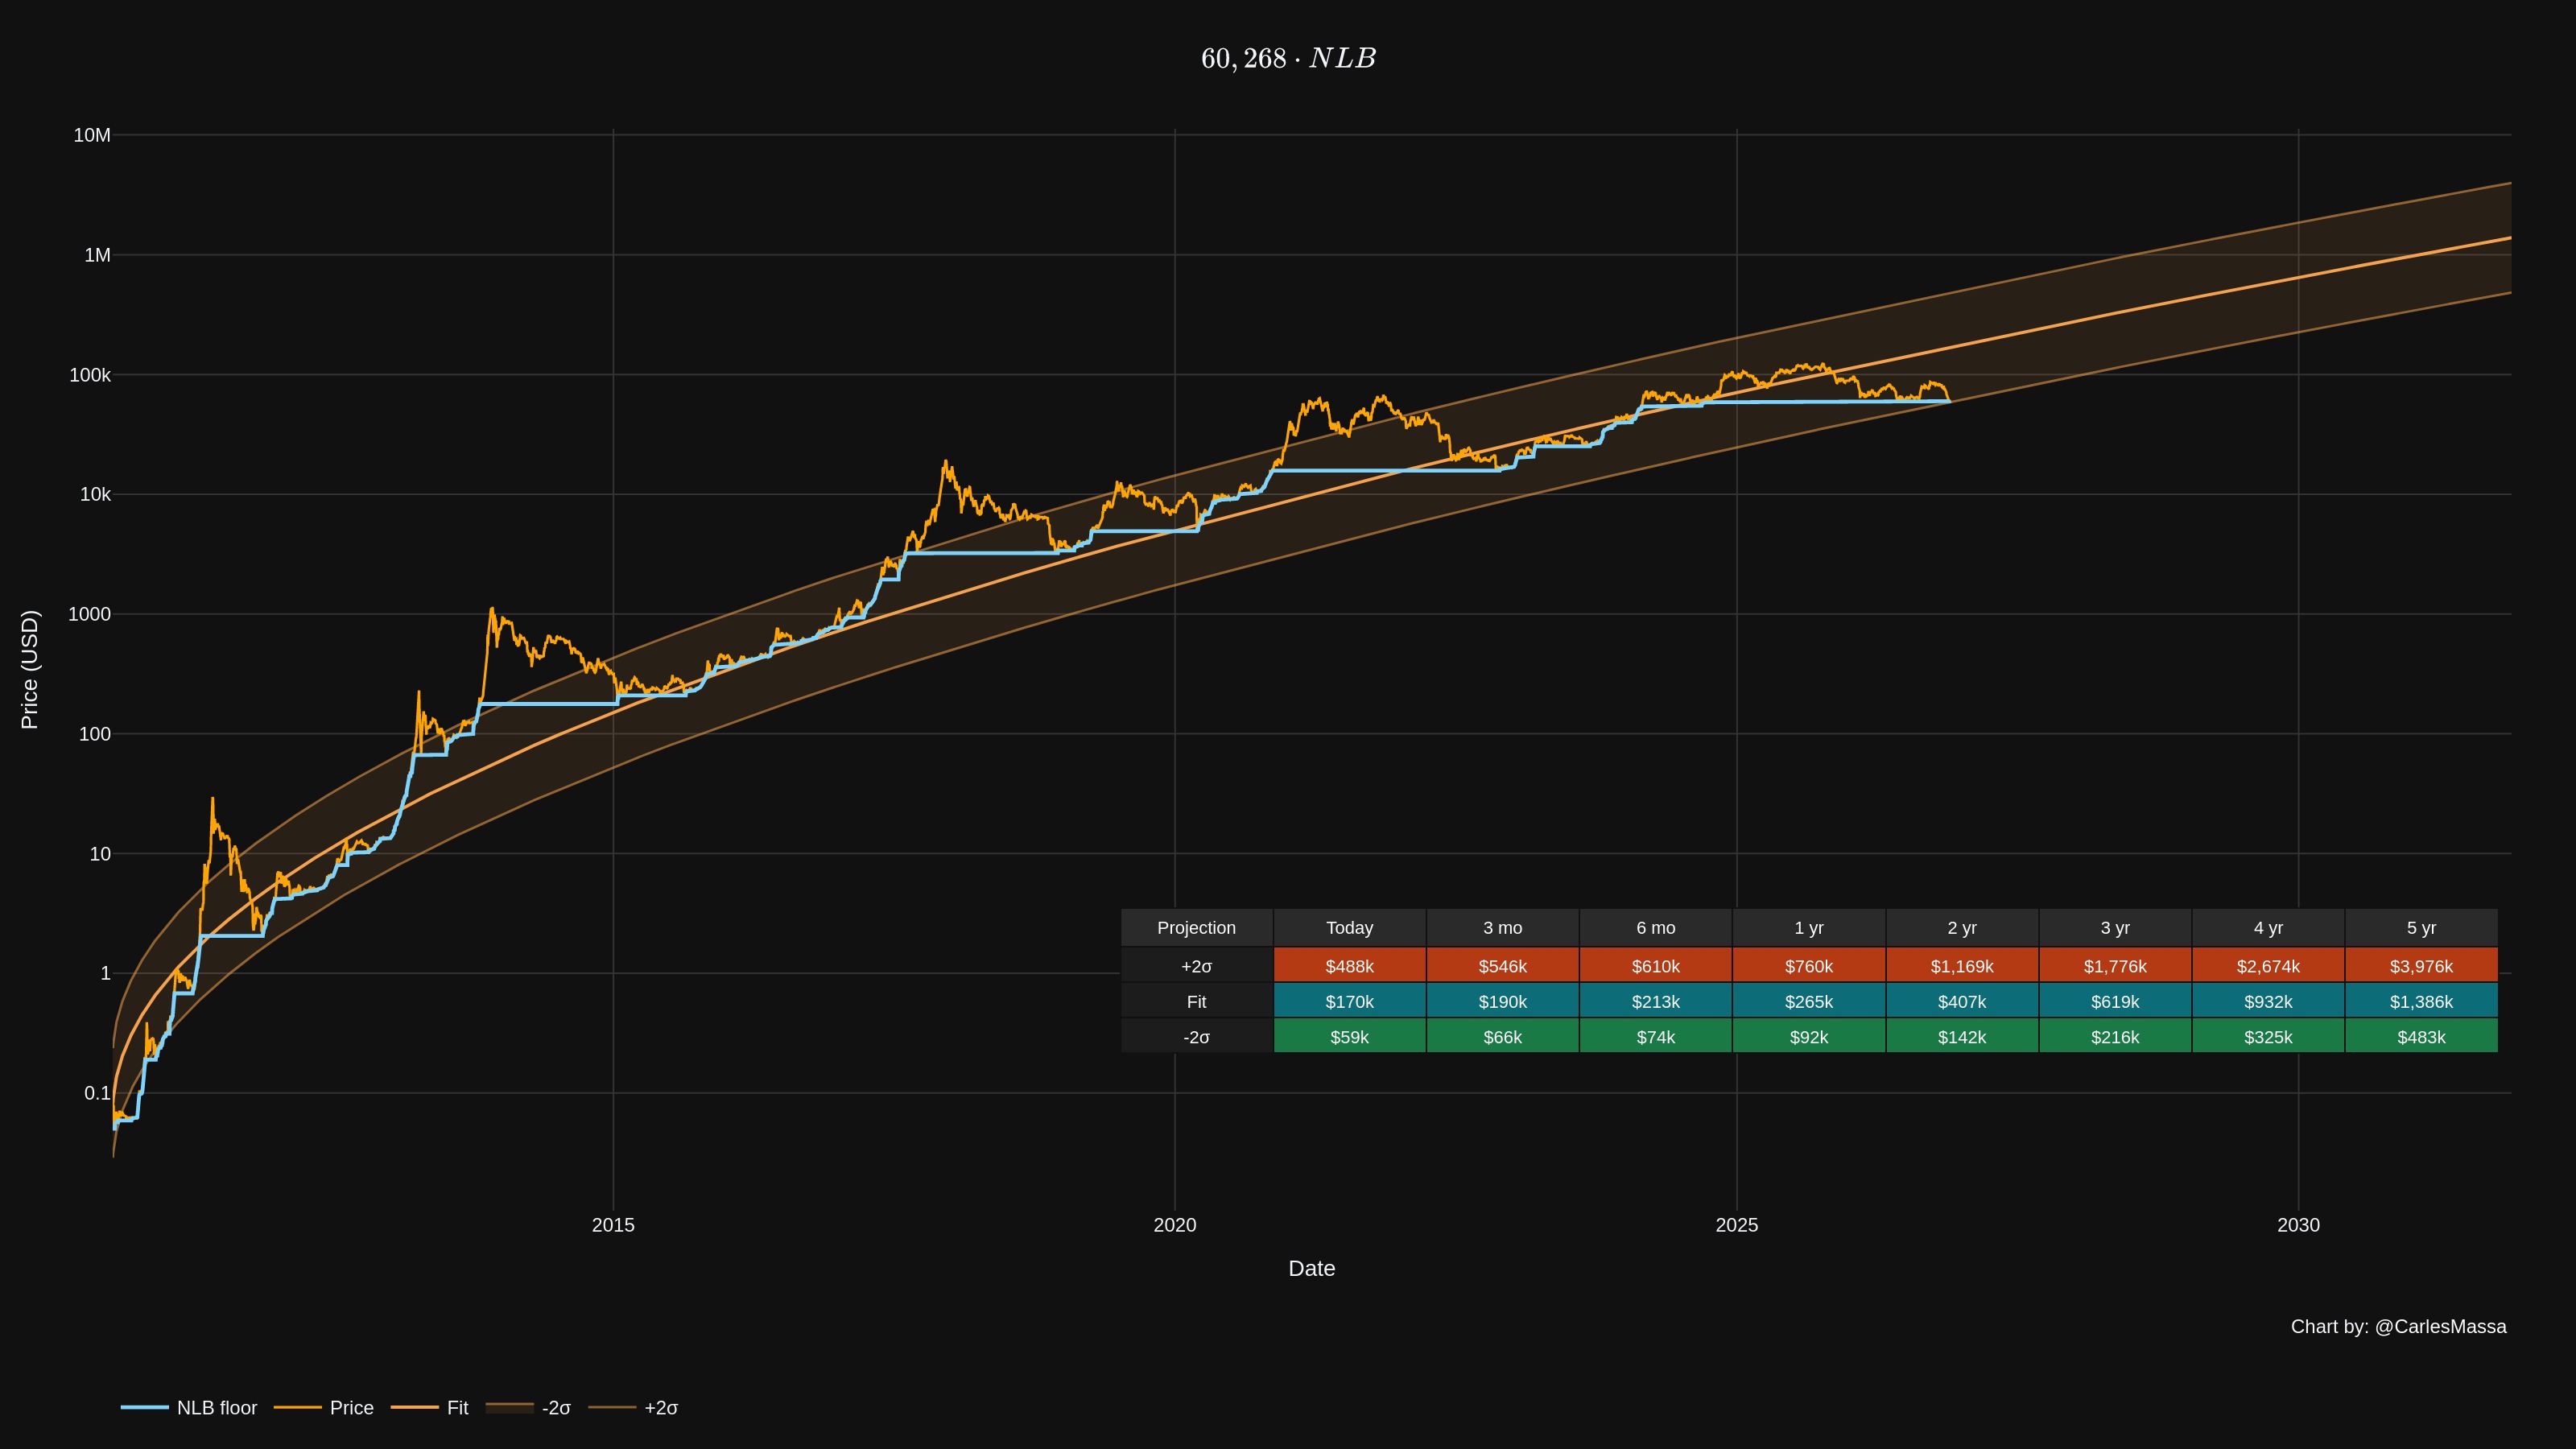 60,268 · NLB
10M
1M
100k
10k
1000
100
10
1
0.1
Price (USD)
Projection Today 3 mo 6 mo 1 yr 2 yr 3 yr 4 yr 5 yr
+2σ $488k $546k $610k $760k $1,169k $1,776k $2,674k $3,976k
Fit $170k $190k $213k $265k $407k $619k $932k $1,386k
-2σ $59k $66k $74k $92k $142k $216k $325k $483k
2015 2020 2025 2030
Date
Chart by: @CarlesMassa
NLB floor Price Fit -2σ +2σ